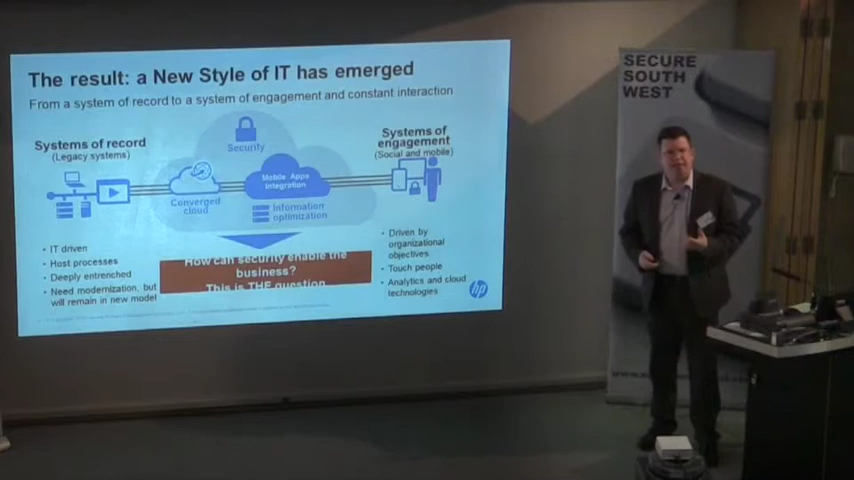 The result: a New Style of IT has emerged
From a system of record to a system of engagement and constant interaction
Systems of record
(Legacy systems)
Security
Systems of
engagement
(Social and mobile)
Converged
cloud
Mobile Apps
Integration
Information
optimization
• IT driven
• Host processes
• Deeply entrenched
• Need modernization, but
will remain in new model
How can security enable the
business?
This is THE question
• Driven by
organizational
objectives
• Touch people
• Analytics and cloud
technologies
hp
SECURE
SOUTH
WEST